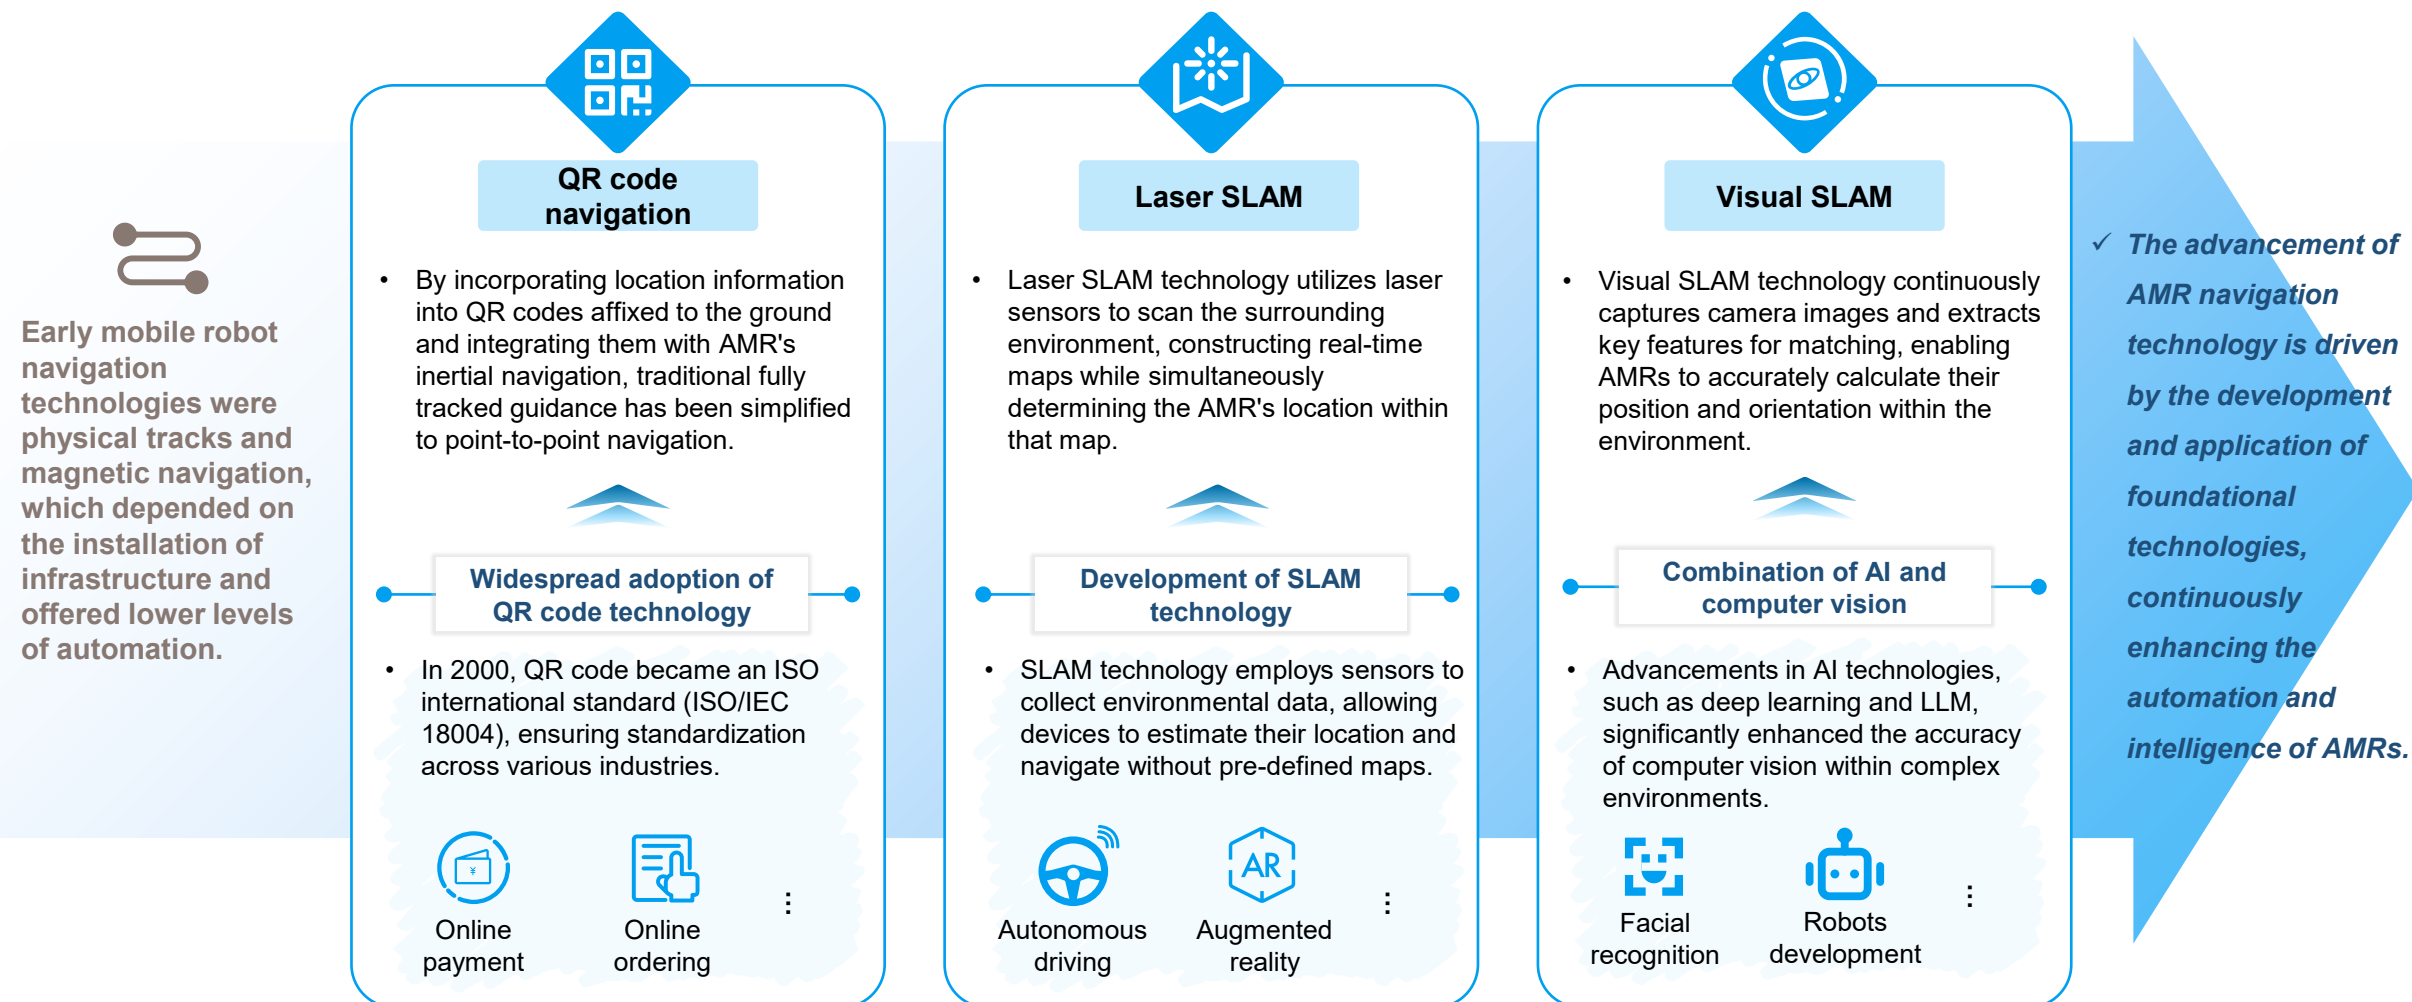 Early mobile robot
navigation
technologies were
physical tracks and
magnetic navigation,
which depended on
the installation of
infrastructure and
offered lower levels
of automation.
QR code
navigation
• By incorporating location information
into QR codes affixed to the ground
and integrating them with AMR's
inertial navigation, traditional fully
tracked guidance has been simplified
to point-to-point navigation.
Widespread adoption of
QR code technology
• In 2000, QR code became an ISO
international standard (ISO/IEC
18004), ensuring standardization
across various industries.
¥
Online
payment
Online
ordering
⋮
Laser SLAM
• Laser SLAM technology utilizes laser
sensors to scan the surrounding
environment, constructing real-time
maps while simultaneously
determining the AMR's location within
that map.
Development of SLAM
technology
• SLAM technology employs sensors to
collect environmental data, allowing
devices to estimate their location and
navigate without pre-defined maps.
Autonomous
driving
AR
Augmented
reality
⋮
Visual SLAM
• Visual SLAM technology continuously
captures camera images and extracts
key features for matching, enabling
AMRs to accurately calculate their
position and orientation within the
environment.
Combination of AI and
computer vision
• Advancements in AI technologies,
such as deep learning and LLM,
significantly enhanced the accuracy
of computer vision within complex
environments.
Facial
recognition
Robots
development
⋮
✓ The advancement of
AMR navigation
technology is driven
by the development
and application of
foundational
technologies,
continuously
enhancing the
automation and
intelligence of AMRs.